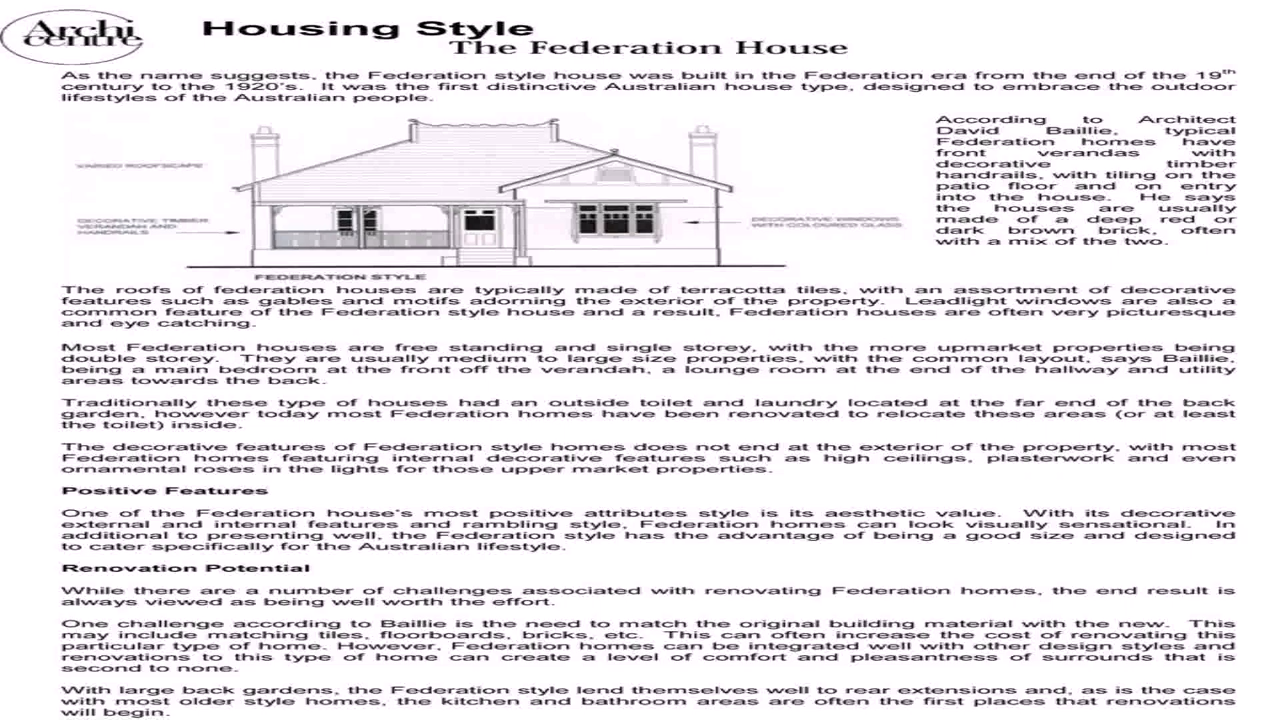 Archi
centre
Housing Style
The Federation House
As the name suggests, the Federation style house was built in the Federation era from the end of the 19th
century to the 1920's. It was the first distinctive Australian house type, designed to embrace the outdoor
lifestyles of the Australian people.
According to Architect
David Baillie, typical
Federation homes have
front verandas with
decorative timber
handrails, with tiling on the
patio floor and on entry
into the house. He says
the houses are usually
made of a deep red or
dark brown brick, often
with a mix of the two.
VARIED ROOFSCAPE
DECORATIVE TIMBER
VERANDAH AND
HANDRAILS
DECORATIVE WINDOWS
WITH COLOURED GLASS
FEDERATION STYLE
The roofs of federation houses are typically made of terracotta tiles, with an assortment of decorative
features such as gables and motifs adorning the exterior of the property. Leadlight windows are also a
common feature of the Federation style house and a result, Federation houses are often very picturesque
and eye catching.
Most Federation houses are free standing and single storey, with the more upmarket properties being
double storey. They are usually medium to large size properties, with the common layout, says Baillie,
being a main bedroom at the front off the verandah, a lounge room at the end of the hallway and utility
areas towards the back.
Traditionally these type of houses had an outside toilet and laundry located at the far end of the back
garden, however today most Federation homes have been renovated to relocate these areas (or at least
the toilet) inside.
The decorative features of Federation style homes does not end at the exterior of the property, with most
Federation homes featuring internal decorative features such as high ceilings, plasterwork and even
ornamental roses in the lights for those upper market properties.
Positive Features
One of the Federation house's most positive attributes style is its aesthetic value. With its decorative
external and internal features and rambling style, Federation homes can look visually sensational. In
additional to presenting well, the Federation style has the advantage of being a good size and designed
to cater specifically for the Australian lifestyle.
Renovation Potential
While there are a number of challenges associated with renovating Federation homes, the end result is
always viewed as being well worth the effort.
One challenge according to Baillie is the need to match the original building material with the new. This
may include matching tiles, floorboards, bricks, etc. This can often increase the cost of renovating this
particular type of home. However, Federation homes can be integrated well with other design styles and
renovations to this type of home can create a level of comfort and pleasantness of surrounds that is
second to none.
With large back gardens, the Federation style lend themselves well to rear extensions and, as is the case
with most older style homes, the kitchen and bathroom areas are often the first places that renovations
will begin.